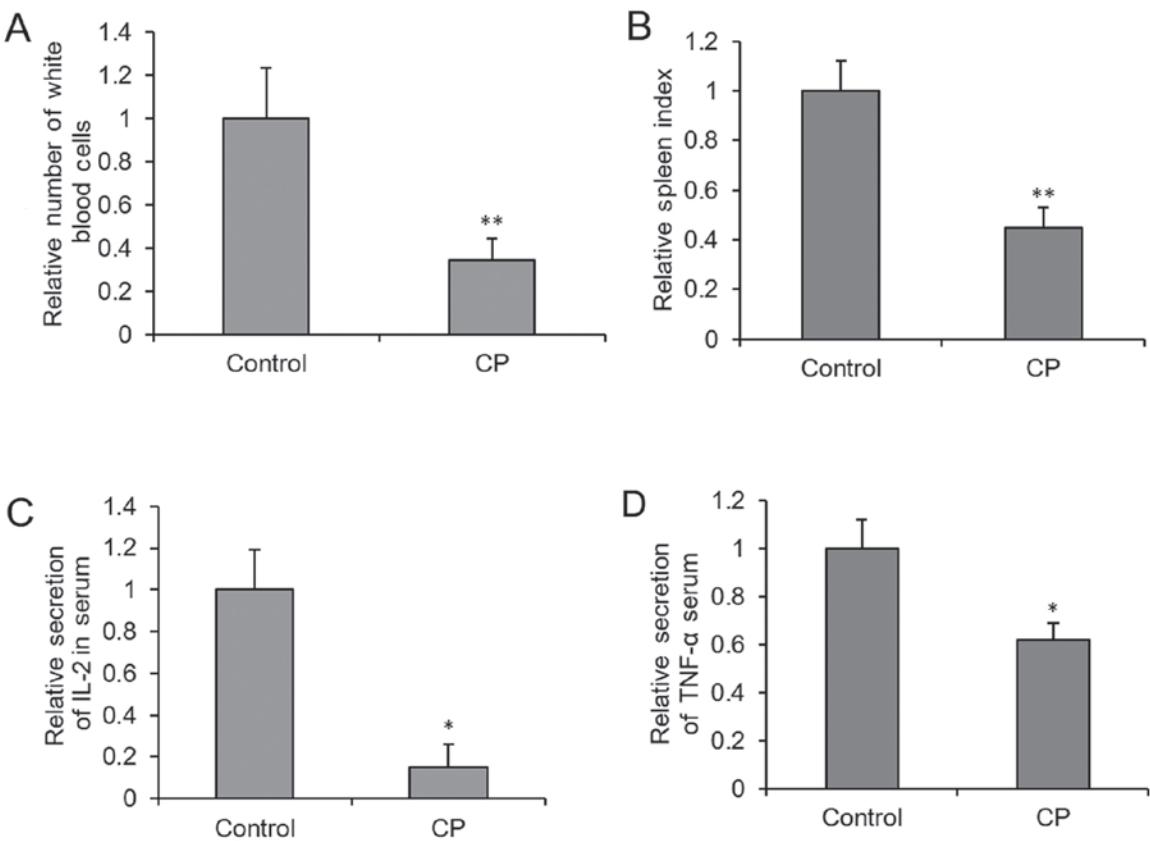 A
Relative number of white
blood cells
1.4
1.2
1
0.8
0.6
0.4
0.2
0
**
Control
CP
B
Relative spleen index
1.2
1
0.8
0.6
0.4
0.2
0
**
Control
CP
C
Relative secretion
of IL-2 in serum
1.4
1.2
1
0.8
0.6
0.4
0.2
0
*
Control
CP
D
Relative secretion
of TNF-α serum
1.2
1
0.8
0.6
0.4
0.2
0
*
Control
CP